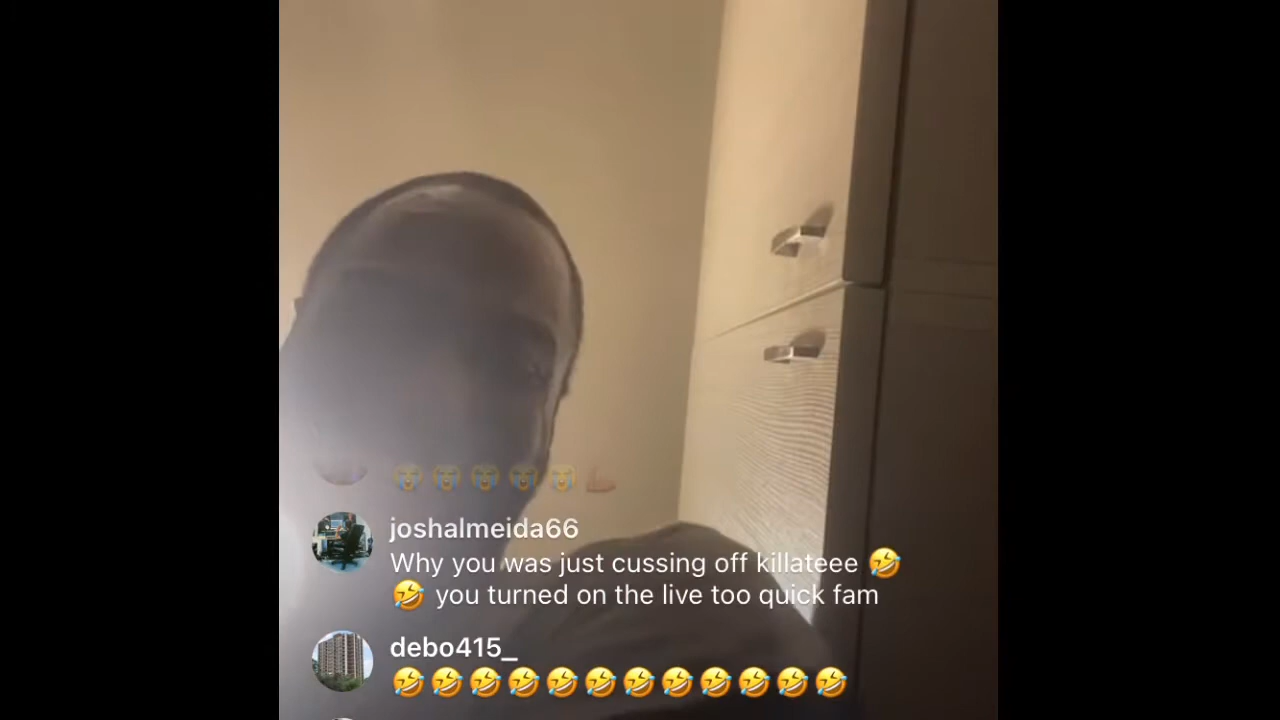 😭😭😭😭😭💪🏽
joshalmeida66
Why you was just cussing off killateee 🤣
🤣 you turned on the live too quick fam
debo415_
🤣🤣🤣🤣🤣🤣🤣🤣🤣🤣🤣🤣